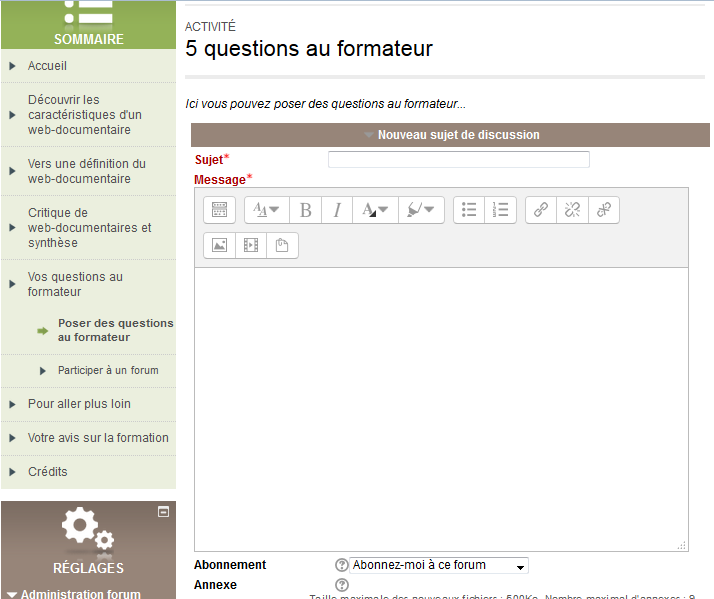 SOMMAIRE
Accueil
Découvrir les
caractéristiques d'un
web-documentaire
Vers une définition du
web-documentaire
Critique de
web-documentaires et
synthèse
Vos questions au
formateur
Poser des questions
au formateur
Participer à un forum
Pour aller plus loin
Votre avis sur la formation
Crédits
RÉGLAGES
Administration forum
ACTIVITÉ
5 questions au formateur
Ici vous pouvez poser des questions au formateur...
Nouveau sujet de discussion
Sujet*
Message*
Abonnement
Abonnez-moi à ce forum
Annexe
Taille maximale des nouveaux fichiers : 500Ko, Nombre maximal d'annexes : 9